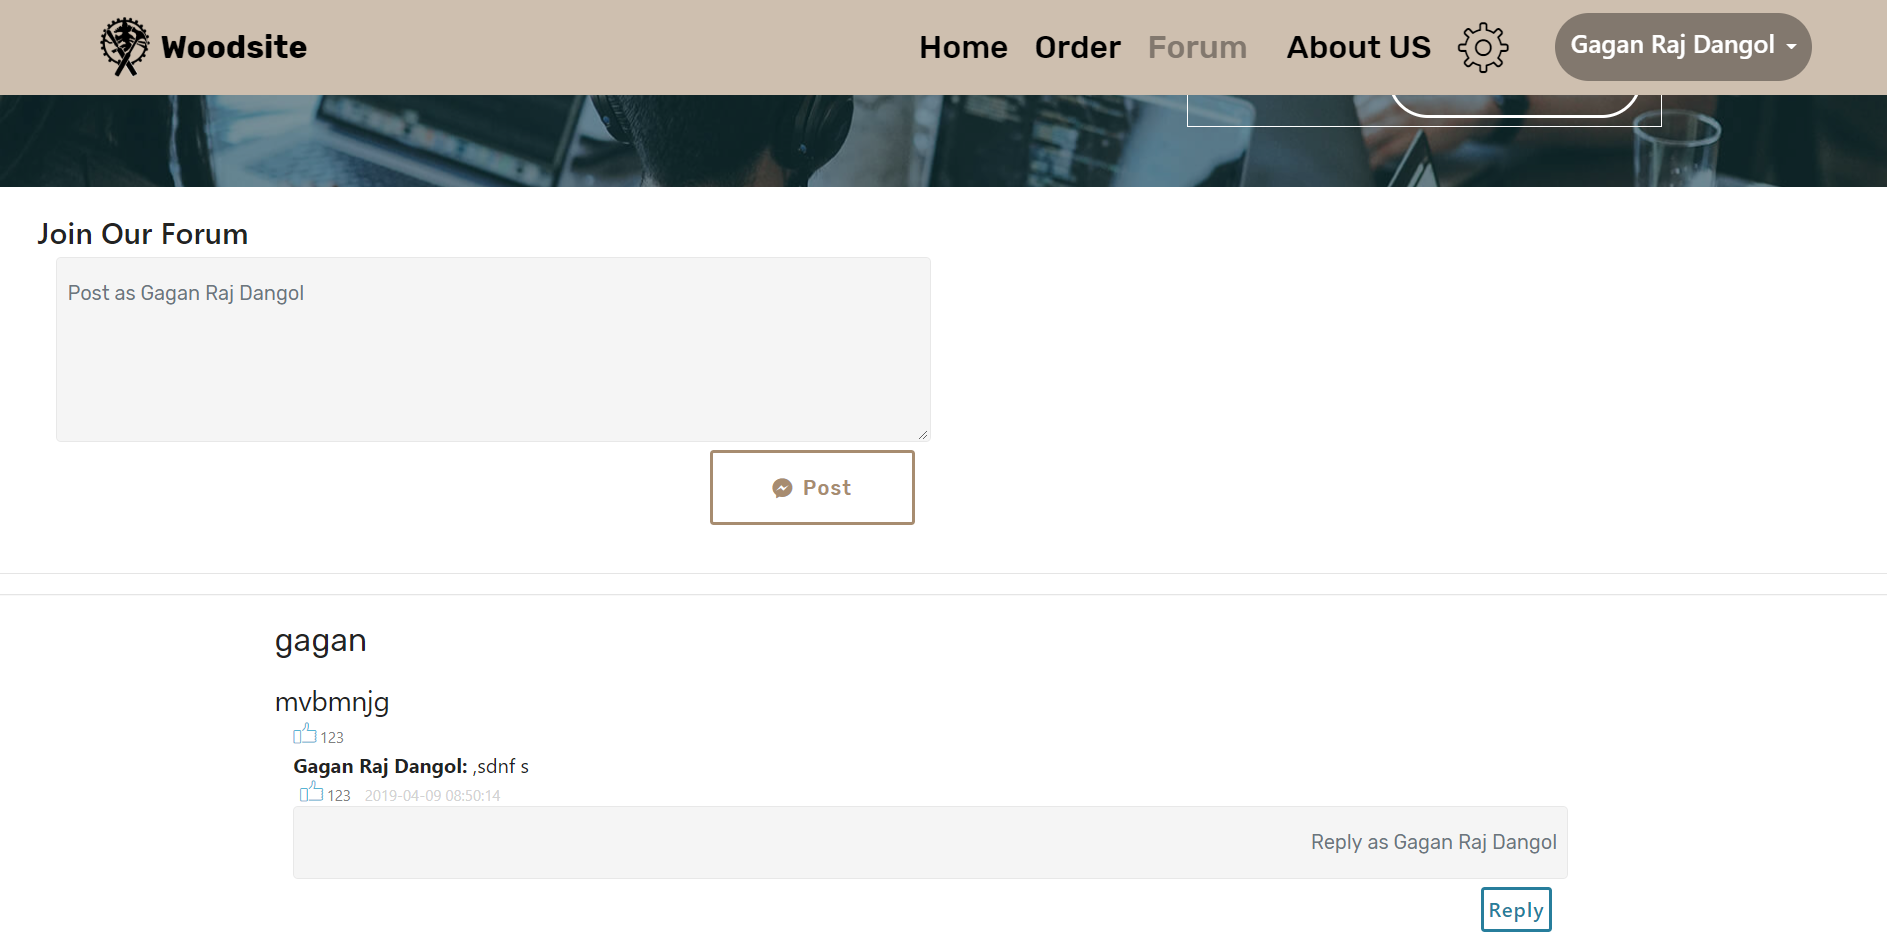 Woodsite Home Order Forum About US Gagan Raj Dangol
Join Our Forum
Post as Gagan Raj Dangol
Post
gagan
mvbmnjg
123
Gagan Raj Dangol: ,sdnf s
123 2019-04-09 08:50:14
Reply as Gagan Raj Dangol
Reply